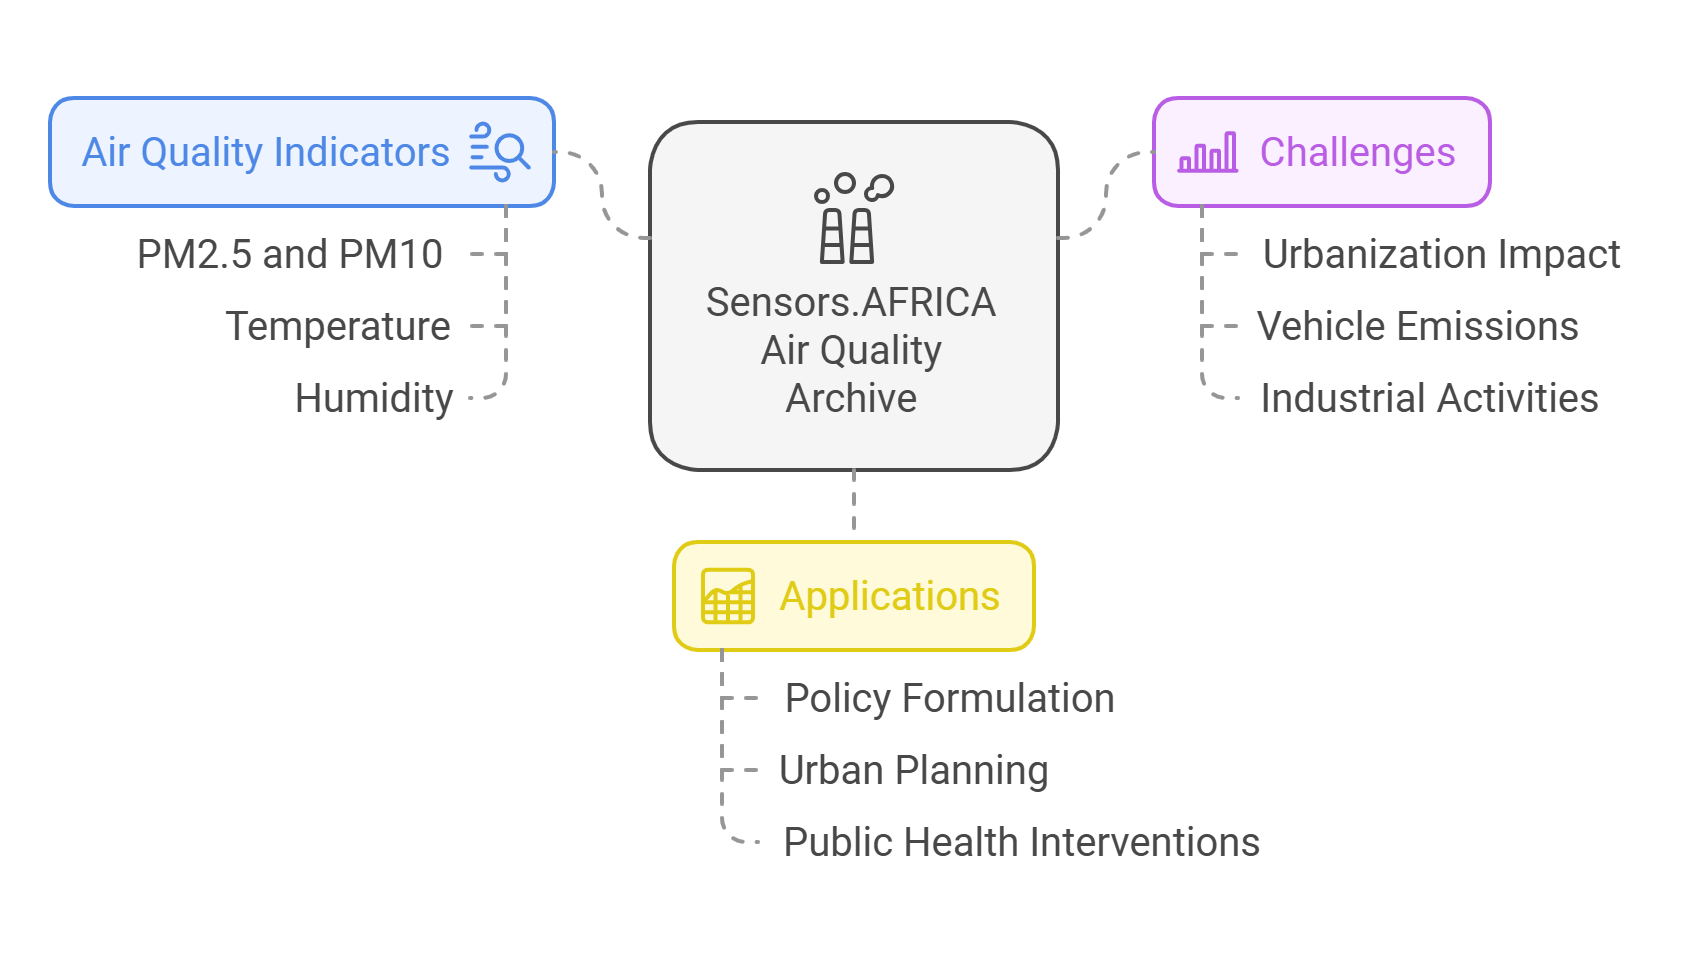 Air Quality Indicators
PM2.5 and PM10
Temperature
Humidity
Sensors.AFRICA
Air Quality
Archive
Challenges
Urbanization Impact
Vehicle Emissions
Industrial Activities
Applications
Policy Formulation
Urban Planning
Public Health Interventions